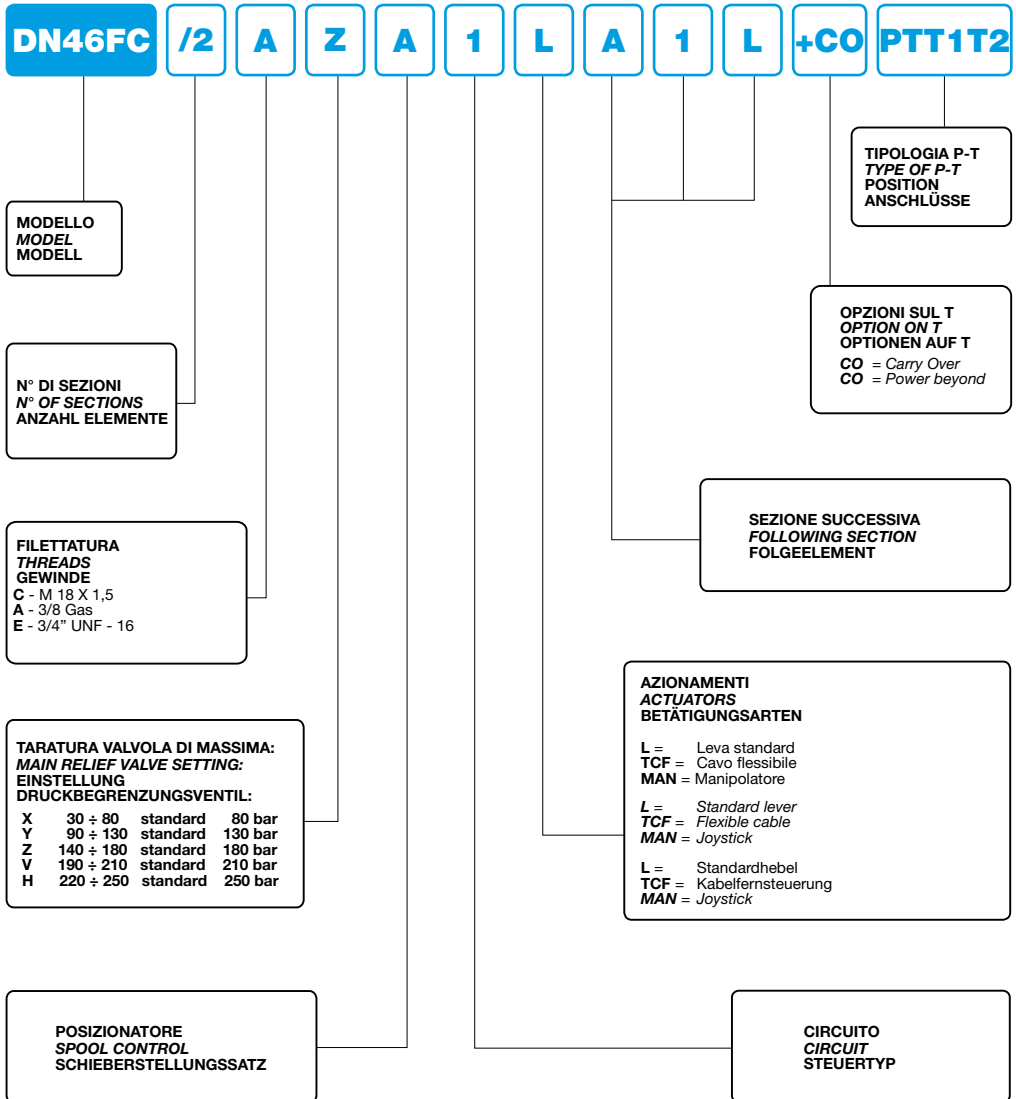 DN46FC /2 A Z A 1 L A 1 L +CO PTT1T2
TIPOLOGIA P-T
TYPE OF P-T
POSITION
ANSCHLÜSSE
MODELLO
MODEL
MODELL
OPZIONI SUL T
OPTION ON T
OPTIONEN AUF T
CO = Carry Over
CO = Power beyond
N° DI SEZIONI
N° OF SECTIONS
ANZAHL ELEMENTE
SEZIONE SUCCESSIVA
FOLLOWING SECTION
FOLGEELEMENT
FILETTATURA
THREADS
GEWINDE
C - M 18 X 1,5
A - 3/8 Gas
E - 3/4” UNF - 16
AZIONAMENTI
ACTUATORS
BETÄTIGUNGSARTEN
L = Leva standard
TCF = Cavo flessibile
MAN = Manipolatore
L = Standard lever
TCF = Flexible cable
MAN = Joystick
L = Standardhebel
TCF = Kabelfernsteuerung
MAN = Joystick
TARATURA VALVOLA DI MASSIMA:
MAIN RELIEF VALVE SETTING:
EINSTELLUNG
DRUCKBEGRENZUNGSVENTIL:
X 30 ÷ 80 standard 80 bar
Y 90 ÷ 130 standard 130 bar
Z 140 ÷ 180 standard 180 bar
V 190 ÷ 210 standard 210 bar
H 220 ÷ 250 standard 250 bar
POSIZIONATORE
SPOOL CONTROL
SCHIEBERSTELLUNGSSATZ
CIRCUITO
CIRCUIT
STEUERTYP